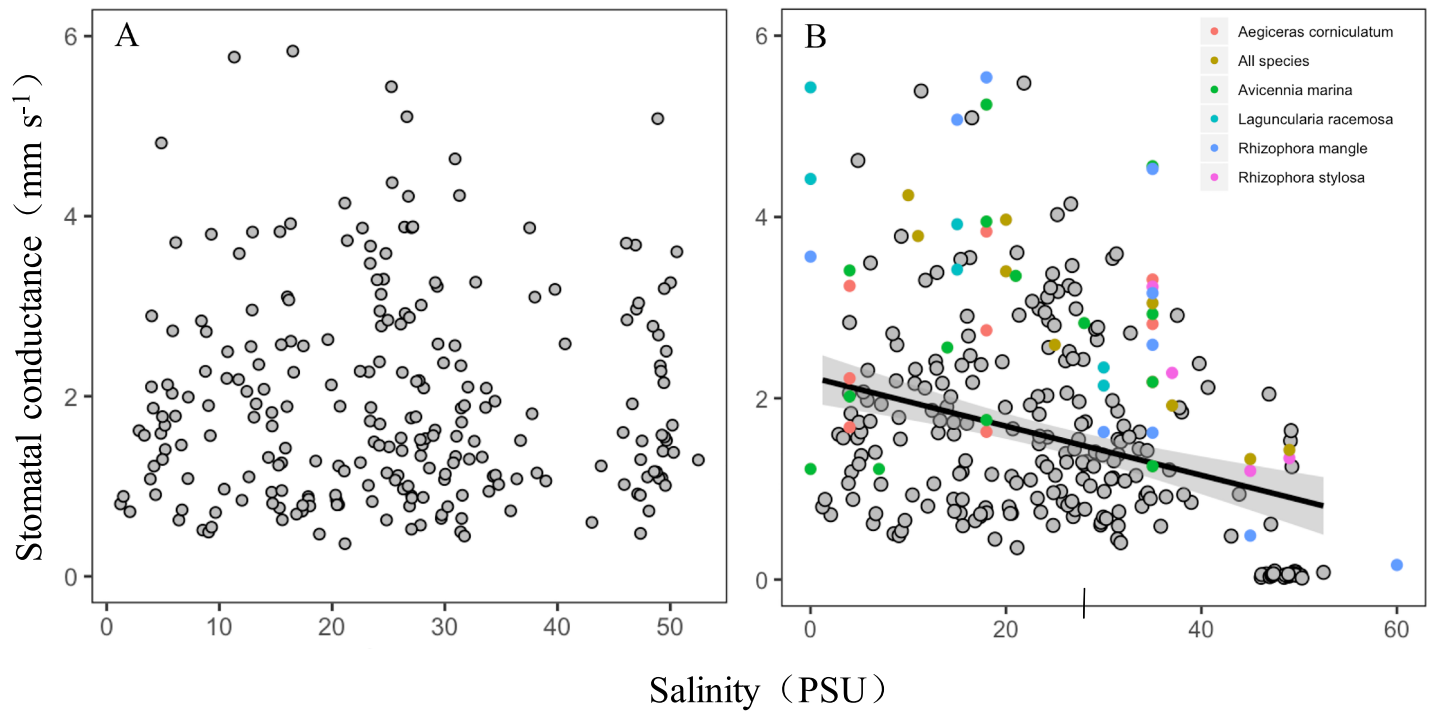 Stomatal conductance（mm s-1）
A
6
4
2
0
0 10 20 30 40 50
B
6
4
2
0
0 20 40 60
Aegiceras corniculatum
All species
Avicennia marina
Laguncularia racemosa
Rhizophora mangle
Rhizophora stylosa
Salinity（PSU）